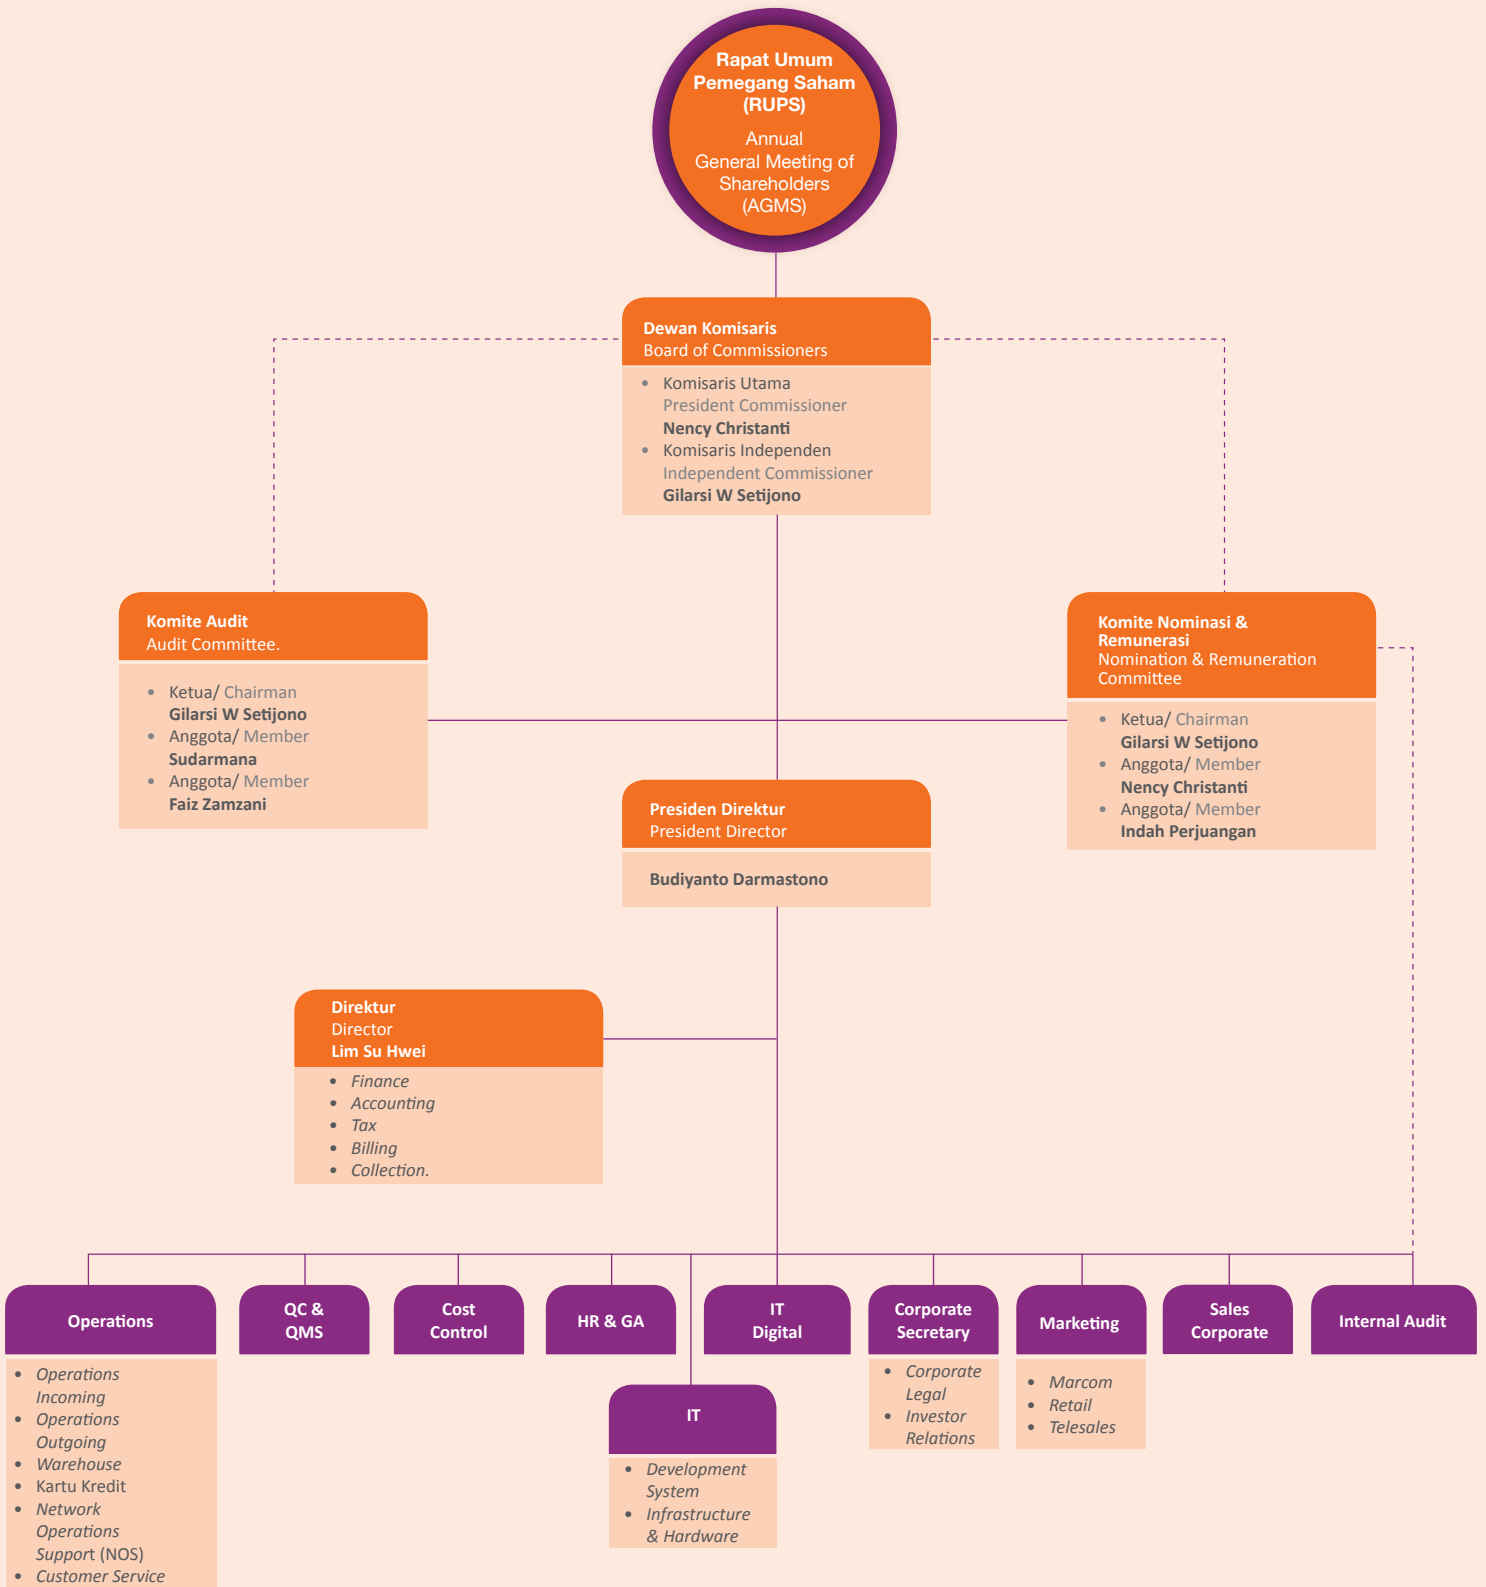 Rapat Umum
Pemegang Saham
(RUPS)
Annual
General Meeting of
Shareholders
(AGMS)
Dewan Komisaris
Board of Commissioners
• Komisaris Utama
President Commissioner
Nency Christanti
• Komisaris Independen
Independent Commissioner
Gilarsi W Setijono
Komite Audit
Audit Committee.
• Ketua/ Chairman
Gilarsi W Setijono
• Anggota/ Member
Sudarmana
• Anggota/ Member
Faiz Zamzani
Komite Nominasi &
Remunerasi
Nomination & Remuneration
Committee
• Ketua/ Chairman
Gilarsi W Setijono
• Anggota/ Member
Nency Christanti
• Anggota/ Member
Indah Perjuangan
Presiden Direktur
President Director
Budiyanto Darmastono
Direktur
Director
Lim Su Hwei
• Finance
• Accounting
• Tax
• Billing
• Collection.
Operations
• Operations
Incoming
• Operations
Outgoing
• Warehouse
• Kartu Kredit
• Network
Operations
Support (NOS)
• Customer Service
QC &
QMS
Cost
Control
HR & GA
IT
• Development
System
• Infrastructure
& Hardware
IT
Digital
Corporate
Secretary
• Corporate
Legal
• Investor
Relations
Marketing
• Marcom
• Retail
• Telesales
Sales
Corporate
Internal Audit